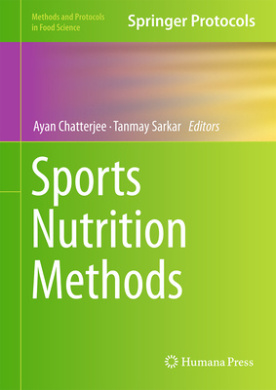 Methods and Protocols
in Food Science
Springer Protocols
Ayan Chatterjee · Tanmay Sarkar Editors
Sports
Nutrition
Methods
Humana Press